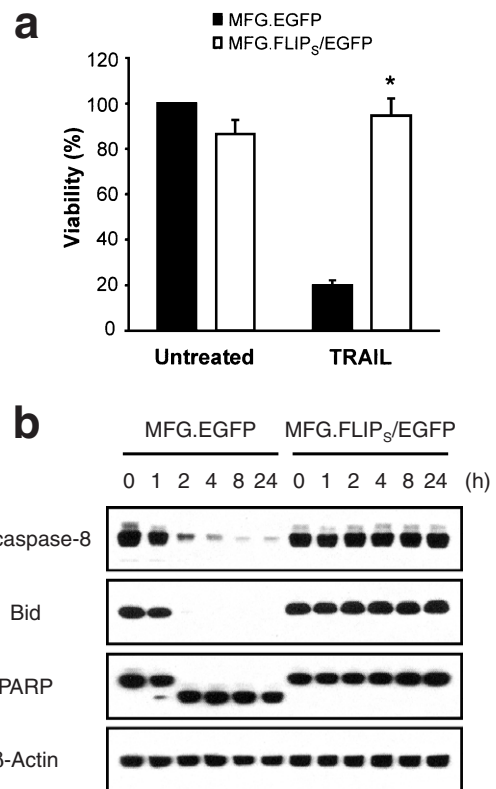 a
MFG.EGFP
MFG.FLIPS/EGFP
Viability (%)
120
100
80
60
40
20
0
*
Untreated TRAIL
b
MFG.EGFP MFG.FLIPS/EGFP
0 1 2 4 8 24 0 1 2 4 8 24 (h)
caspase-8
Bid
PARP
β-Actin